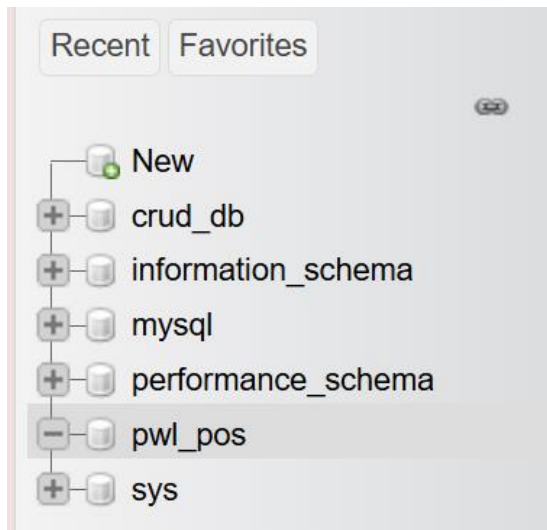 Recent Favorites
New
crud_db
information_schema
mysql
performance_schema
pwl_pos
sys